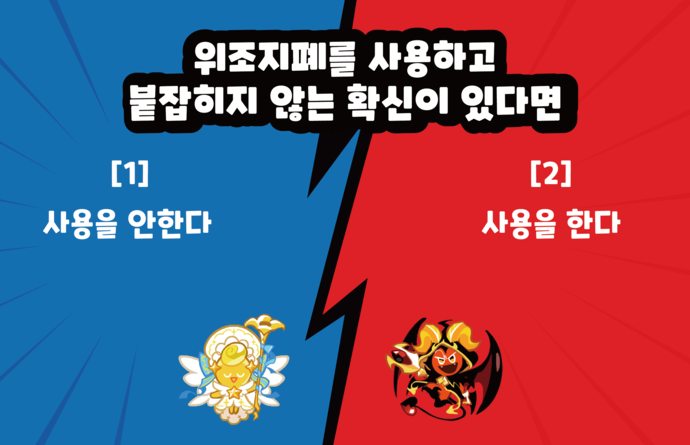 위조지폐를 사용하고
붙잡히지 않는 확신이 있다면
[1]
사용을 안한다
[2]
사용을 한다